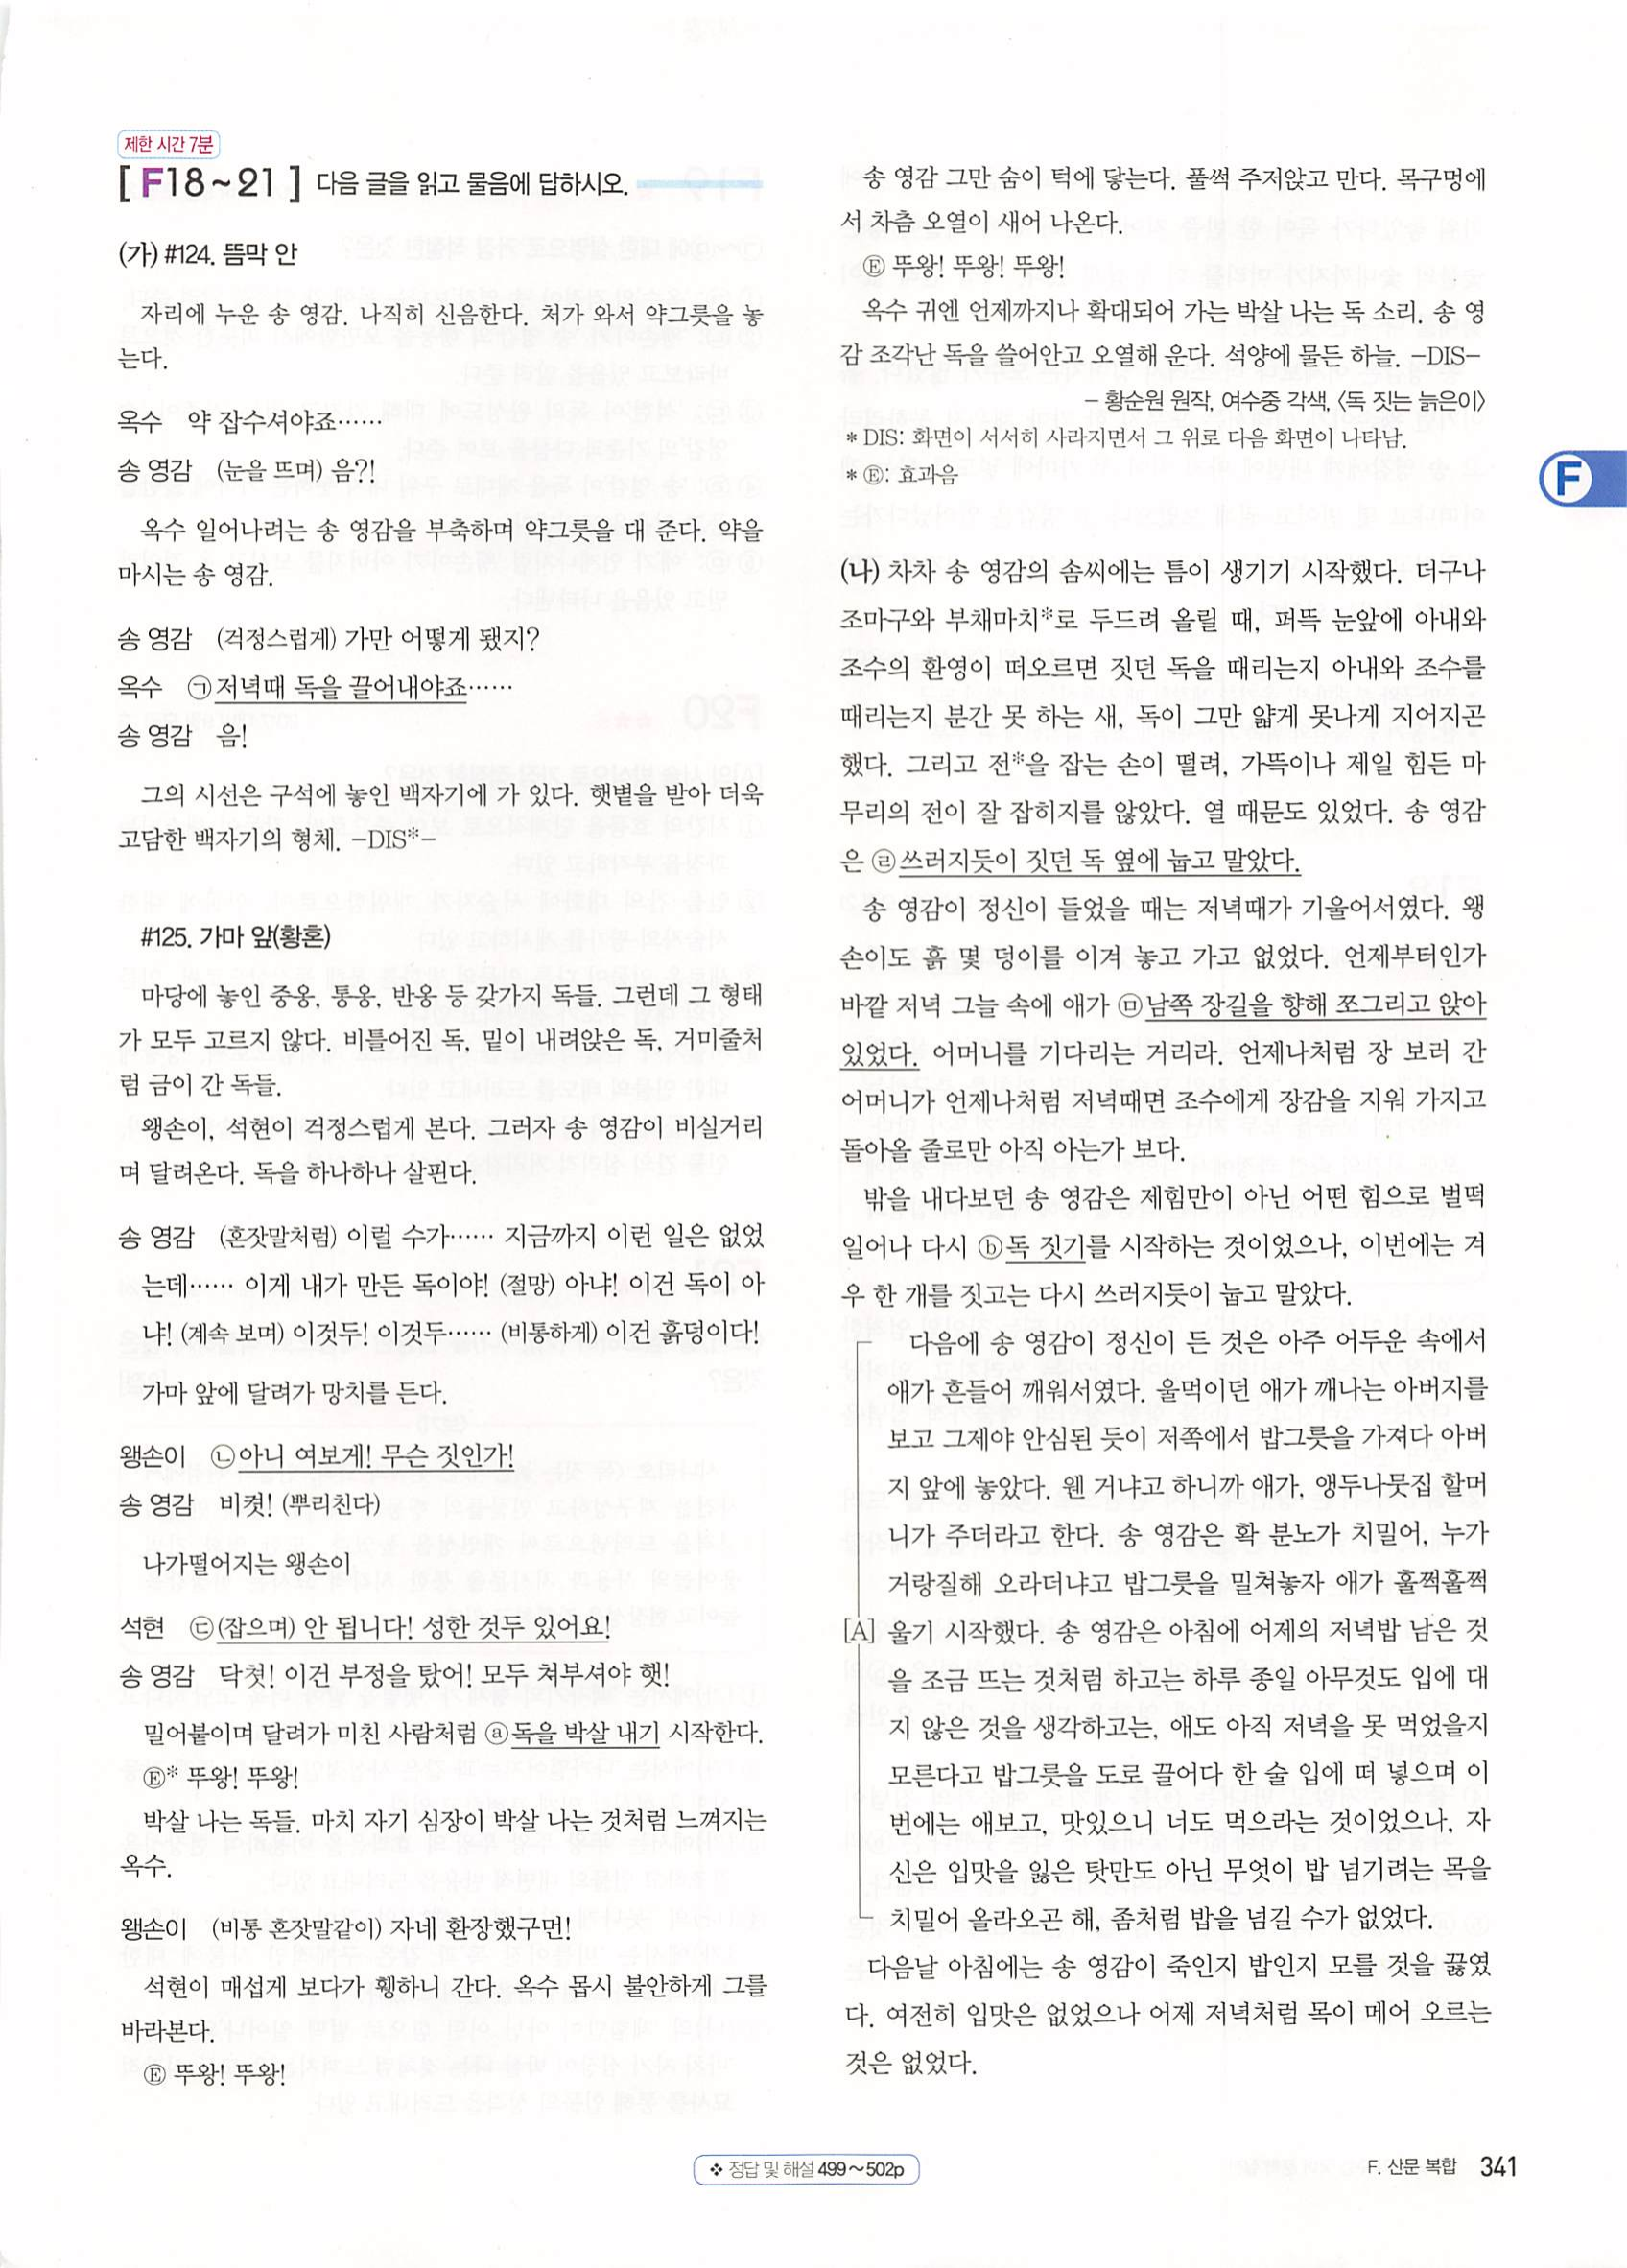 제한 시간 7분
[F18~21] 다음 글을 읽고 물음에 답하시오.
(가) #124. 뜸막 안
자리에 누운 송 영감. 나직히 신음한다. 처가 와서 약그릇을 놓
는다.
옥수 약 잡수셔야죠……
송 영감 (눈을 뜨며) 음?!
옥수 일어나려는 송 영감을 부축하며 약그릇을 대 준다. 약을
마시는 송 영감.
송 영감 (걱정스럽게) 가만 어떻게 됐지?
옥수 ㉠저녁때 독을 끌어내야죠……
송 영감 음!
그의 시선은 구석에 놓인 백자기에 가 있다. 햇볕을 받아 더욱
고담한 백자기의 형체. -DIS*-
#125. 가마 앞(황혼)
마당에 놓인 중옹, 통옹, 반옹 등 갖가지 독들. 그런데 그 형태
가 모두 고르지 않다. 비틀어진 독, 밑이 내려앉은 독, 거미줄처
럼 금이 간 독들.
왱손이, 석현이 걱정스럽게 본다. 그러자 송 영감이 비실거리
며 달려온다. 독을 하나하나 살핀다.
송 영감 (혼잣말처럼) 이럴 수가…… 지금까지 이런 일은 없었
는데…… 이게 내가 만든 독이야! (절망) 아냐! 이건 독이 아
냐! (계속 보며) 이것두! 이것두…… (비통하게) 이건 흙덩이다!
가마 앞에 달려가 망치를 든다.
왱손이 ㉡아니 여보게! 무슨 짓인가!
송 영감 비켯! (뿌리친다)
나가떨어지는 왱손이
석현 ㉢(잡으며) 안 됩니다! 성한 것두 있어요!
송 영감 닥쳣! 이건 부정을 탔어! 모두 쳐부셔야 햇!
밀어붙이며 달려가 미친 사람처럼 ⓐ독을 박살 내기 시작한다.
Ⓔ* 뚜왕! 뚜왕!
박살 나는 독들. 마치 자기 심장이 박살 나는 것처럼 느껴지는
옥수.
왱손이 (비통 혼잣말같이) 자네 환장했구먼!
석현이 매섭게 보다가 휑하니 간다. 옥수 몹시 불안하게 그를
바라본다.
Ⓔ 뚜왕! 뚜왕!
송 영감 그만 숨이 턱에 닿는다. 풀썩 주저앉고 만다. 목구멍에
서 차츰 오열이 새어 나온다.
Ⓔ 뚜왕! 뚜왕! 뚜왕!
옥수 귀엔 언제까지나 확대되어 가는 박살 나는 독 소리, 송 영
감 조각난 독을 쓸어안고 오열해 운다. 석양에 물든 하늘. -DIS-
- 황순원 원작, 여수중 각색, 〈독 짓는 늙은이〉
* DIS: 화면이 서서히 사라지면서 그 위로 다음 화면이 나타남.
* Ⓔ: 효과음
F
(나) 차차 송 영감의 솜씨에는 틈이 생기기 시작했다. 더구나
조마구와 부채마치*로 두드려 올릴 때, 퍼뜩 눈앞에 아내와
조수의 환영이 떠오르면 짓던 독을 때리는지 아내와 조수를
때리는지 분간 못 하는 새, 독이 그만 얇게 못나게 지어지곤
했다. 그리고 전*을 잡는 손이 떨려, 가뜩이나 제일 힘든 마
무리의 전이 잘 잡히지를 않았다. 열 때문도 있었다. 송 영감
은 ㉣쓰러지듯이 짓던 독 옆에 눕고 말았다.
송 영감이 정신이 들었을 때는 저녁때가 기울어서였다. 왱
손이도 흙 몇 덩이를 이겨 놓고 가고 없었다. 언제부터인가
바깥 저녁 그늘 속에 애가 ㉤남쪽 장길을 향해 쪼그리고 앉아
있었다. 어머니를 기다리는 거리라. 언제나처럼 장 보러 간
어머니가 언제나처럼 저녁때면 조수에게 장감을 지워 가지고
돌아올 줄로만 아직 아는가 보다.
밖을 내다보던 송 영감은 제힘만이 아닌 어떤 힘으로 벌떡
일어나 다시 ⓑ독 짓기를 시작하는 것이었으나, 이번에는 겨
우 한 개를 짓고는 다시 쓰러지듯이 눕고 말았다.
다음에 송 영감이 정신이 든 것은 아주 어두운 속에서
애가 흔들어 깨워서였다. 울먹이던 애가 깨나는 아버지를
보고 그제야 안심된 듯이 저쪽에서 밥그릇을 가져다 아버
지 앞에 놓았다. 웬 거냐고 하니까 애가, 앵두나뭇집 할머
니가 주더라고 한다. 송 영감은 확 분노가 치밀어, 누가
거랑질해 오라더냐고 밥그릇을 밀쳐놓자 애가 훌쩍훌쩍
[A] 울기 시작했다. 송 영감은 아침에 어제의 저녁밥 남은 것
을 조금 뜨는 것처럼 하고는 하루 종일 아무것도 입에 대
지 않은 것을 생각하고는, 애도 아직 저녁을 못 먹었을지
모른다고 밥그릇을 도로 끌어다 한 술 입에 떠 넣으며 이
번에는 애보고, 맛있으니 너도 먹으라는 것이었으나, 자
신은 입맛을 잃은 탓만도 아닌 무엇이 밥 넘기려는 목을
치밀어 올라오곤 해, 좀처럼 밥을 넘길 수가 없었다.
다음날 아침에는 송 영감이 죽인지 밥인지 모를 것을 끓였
다. 여전히 입맛은 없었으나 어제 저녁처럼 목이 메어 오르는
것은 없었다.
❖ 정답 및 해설 499~502p
F. 산문 복합 341